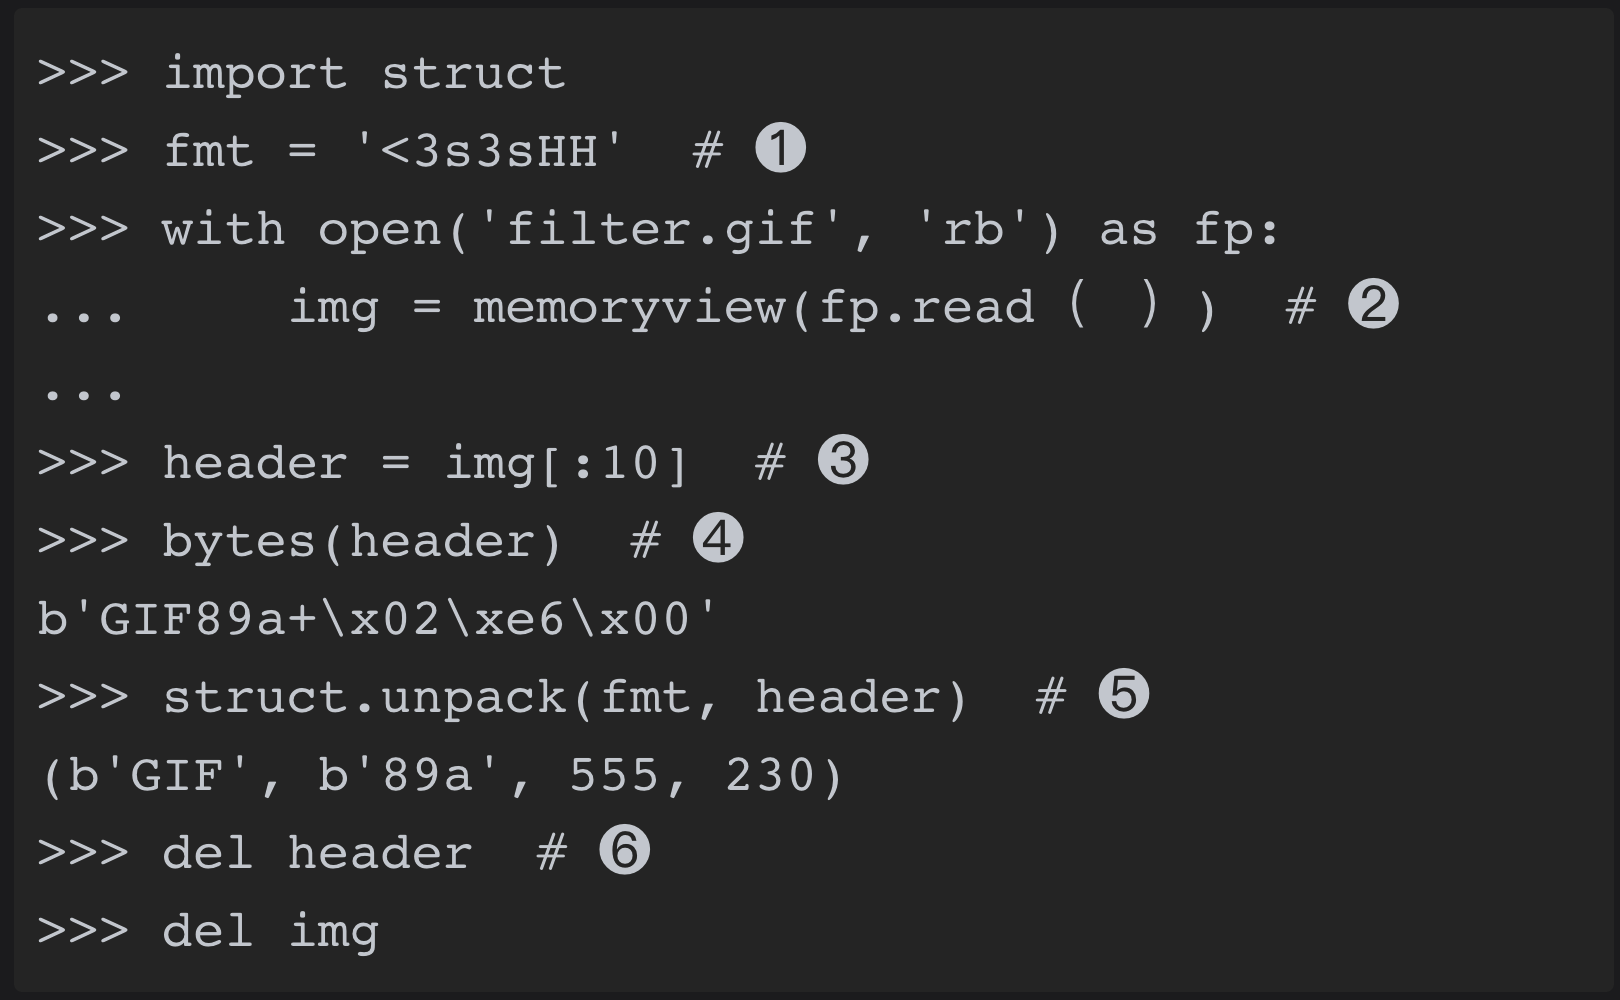 >>> import struct
>>> fmt = '<3s3sHH'  # ❶
>>> with open('filter.gif', 'rb') as fp:
...     img = memoryview(fp.read ( ) )  # ❷
...
>>> header = img[:10]  # ❸
>>> bytes(header)  # ❹
b'GIF89a+\x02\xe6\x00'
>>> struct.unpack(fmt, header)  # ❺
(b'GIF', b'89a', 555, 230)
>>> del header  # ❻
>>> del img